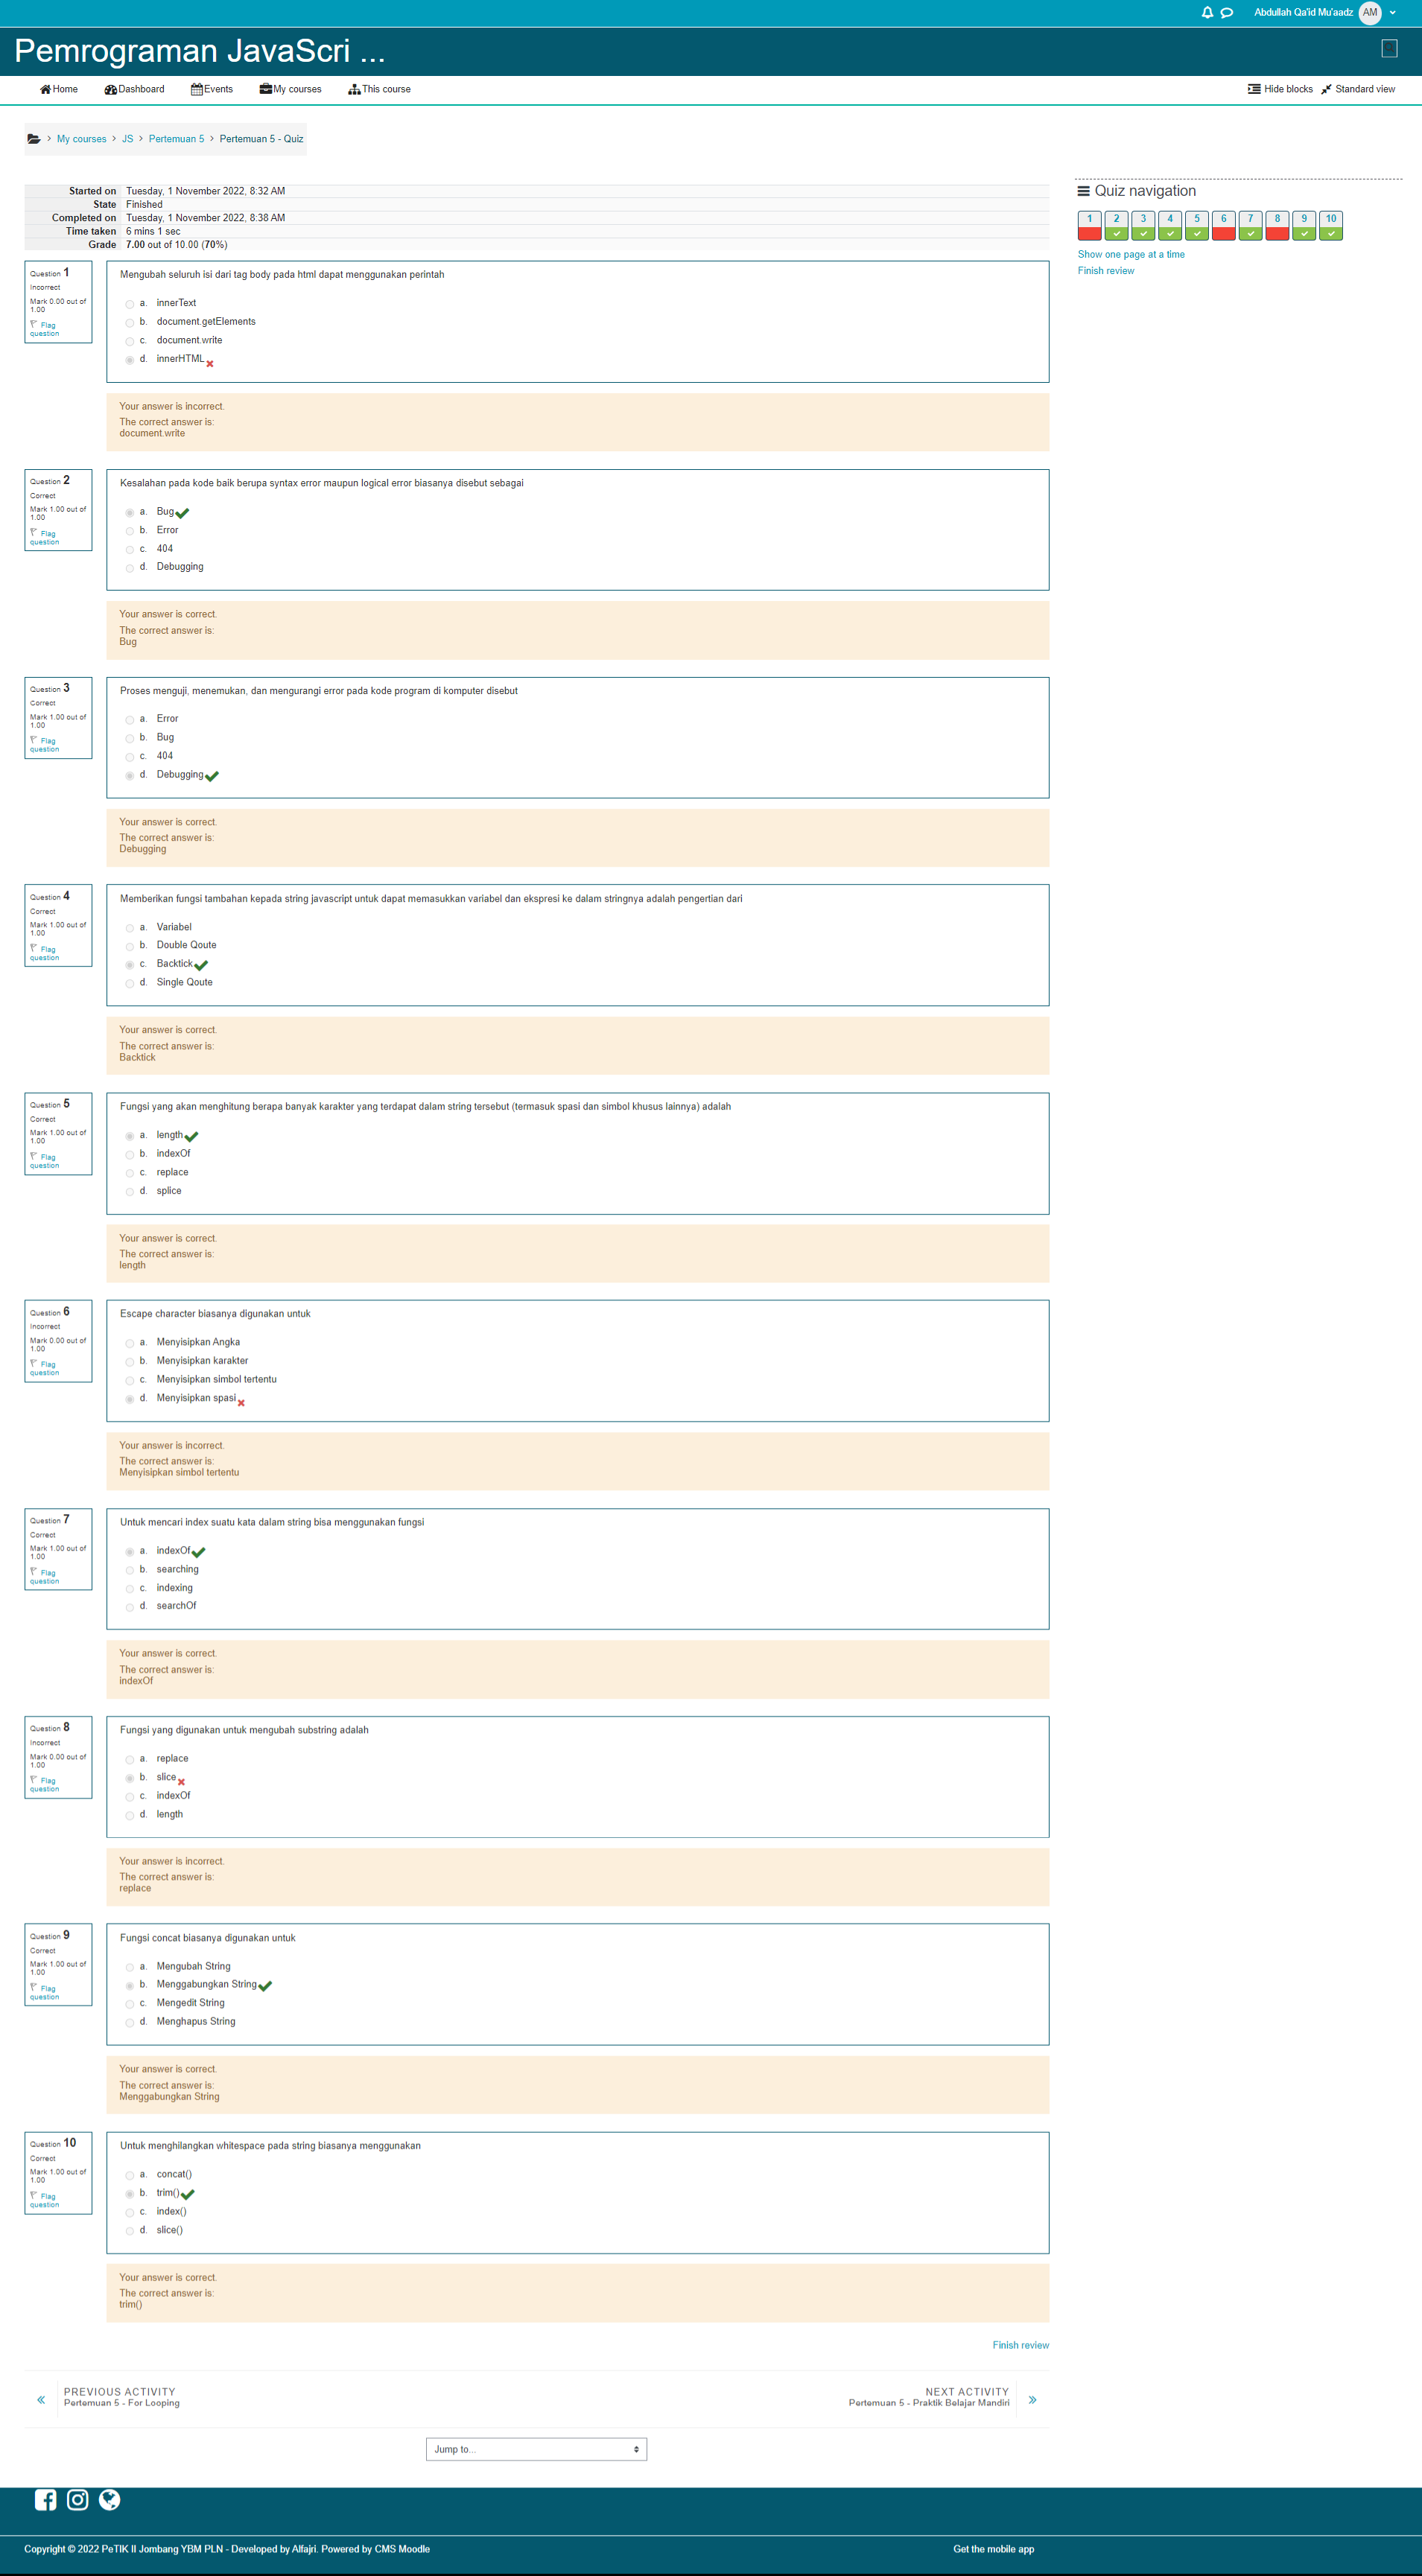 Abdullah Qa'id Mu'aadz AM
Pemrograman JavaScri ...
Home Dashboard Events My courses This course Hide blocks Standard view
> My courses > JS > Pertemuan 5 > Pertemuan 5 - Quiz
Started on Tuesday, 1 November 2022, 8:32 AM
State Finished
Completed on Tuesday, 1 November 2022, 8:38 AM
Time taken 6 mins 1 sec
Grade 7.00 out of 10.00 (70%)
Quiz navigation
1 2 3 4 5 6 7 8 9 10
Show one page at a time
Finish review
Question 1
Incorrect
Mark 0.00 out of
1.00
Flag
question
Mengubah seluruh isi dari tag body pada html dapat menggunakan perintah
a. innerText
b. document.getElements
c. document.write
d. innerHTML
Your answer is incorrect.
The correct answer is:
document.write
Question 2
Correct
Mark 1.00 out of
1.00
Flag
question
Kesalahan pada kode baik berupa syntax error maupun logical error biasanya disebut sebagai
a. Bug
b. Error
c. 404
d. Debugging
Your answer is correct.
The correct answer is:
Bug
Question 3
Correct
Mark 1.00 out of
1.00
Flag
question
Proses menguji, menemukan, dan mengurangi error pada kode program di komputer disebut
a. Error
b. Bug
c. 404
d. Debugging
Your answer is correct.
The correct answer is:
Debugging
Question 4
Correct
Mark 1.00 out of
1.00
Flag
question
Memberikan fungsi tambahan kepada string javascript untuk dapat memasukkan variabel dan ekspresi ke dalam stringnya adalah pengertian dari
a. Variabel
b. Double Qoute
c. Backtick
d. Single Qoute
Your answer is correct.
The correct answer is:
Backtick
Question 5
Correct
Mark 1.00 out of
1.00
Flag
question
Fungsi yang akan menghitung berapa banyak karakter yang terdapat dalam string tersebut (termasuk spasi dan simbol khusus lainnya) adalah
a. length
b. indexOf
c. replace
d. splice
Your answer is correct.
The correct answer is:
length
Question 6
Incorrect
Mark 0.00 out of
1.00
Flag
question
Escape character biasanya digunakan untuk
a. Menyisipkan Angka
b. Menyisipkan karakter
c. Menyisipkan simbol tertentu
d. Menyisipkan spasi
Your answer is incorrect.
The correct answer is:
Menyisipkan simbol tertentu
Question 7
Correct
Mark 1.00 out of
1.00
Flag
question
Untuk mencari index suatu kata dalam string bisa menggunakan fungsi
a. indexOf
b. searching
c. indexing
d. searchOf
Your answer is correct.
The correct answer is:
indexOf
Question 8
Incorrect
Mark 0.00 out of
1.00
Flag
question
Fungsi yang digunakan untuk mengubah substring adalah
a. replace
b. slice
c. indexOf
d. length
Your answer is incorrect.
The correct answer is:
replace
Question 9
Correct
Mark 1.00 out of
1.00
Flag
question
Fungsi concat biasanya digunakan untuk
a. Mengubah String
b. Menggabungkan String
c. Mengedit String
d. Menghapus String
Your answer is correct.
The correct answer is:
Menggabungkan String
Question 10
Correct
Mark 1.00 out of
1.00
Flag
question
Untuk menghilangkan whitespace pada string biasanya menggunakan
a. concat()
b. trim()
c. index()
d. slice()
Your answer is correct.
The correct answer is:
trim()
Finish review
PREVIOUS ACTIVITY
Pertemuan 5 - For Looping
NEXT ACTIVITY
Pertemuan 5 - Praktik Belajar Mandiri
Jump to...
Copyright © 2022 PeTIK II Jombang YBM PLN - Developed by Alfajri. Powered by CMS Moodle
Get the mobile app